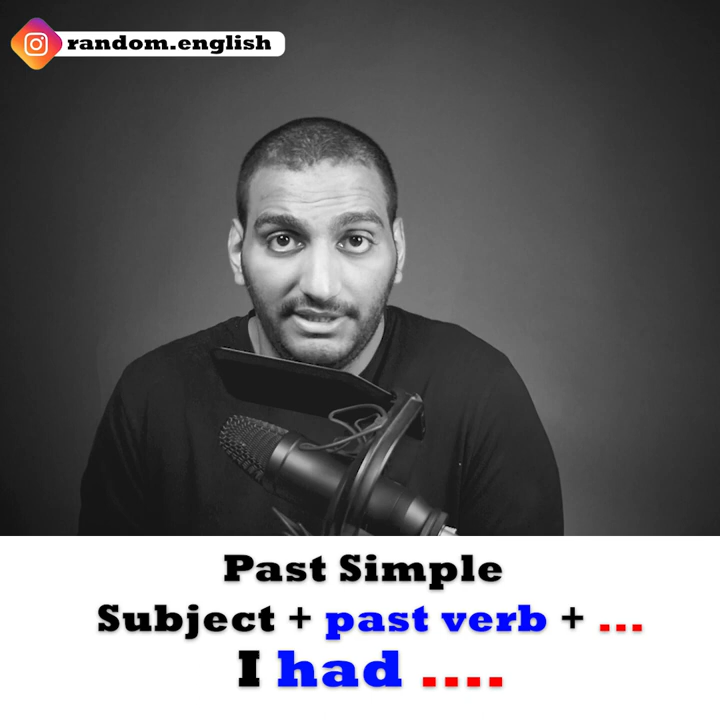 random.english
Past Simple
Subject + past verb + ...
I had ....